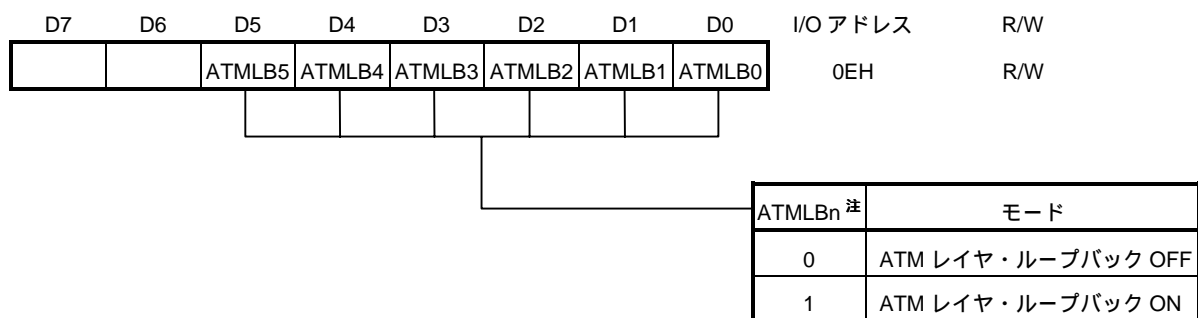 D7 D6 D5 D4 D3 D2 D1 D0 I/O アドレス R/W
ATMLB5 ATMLB4 ATMLB3 ATMLB2 ATMLB1 ATMLB0 0EH R/W
ATMLBn 注 モード
0 ATM レイヤ・ループバック OFF
1 ATM レイヤ・ループバック ON